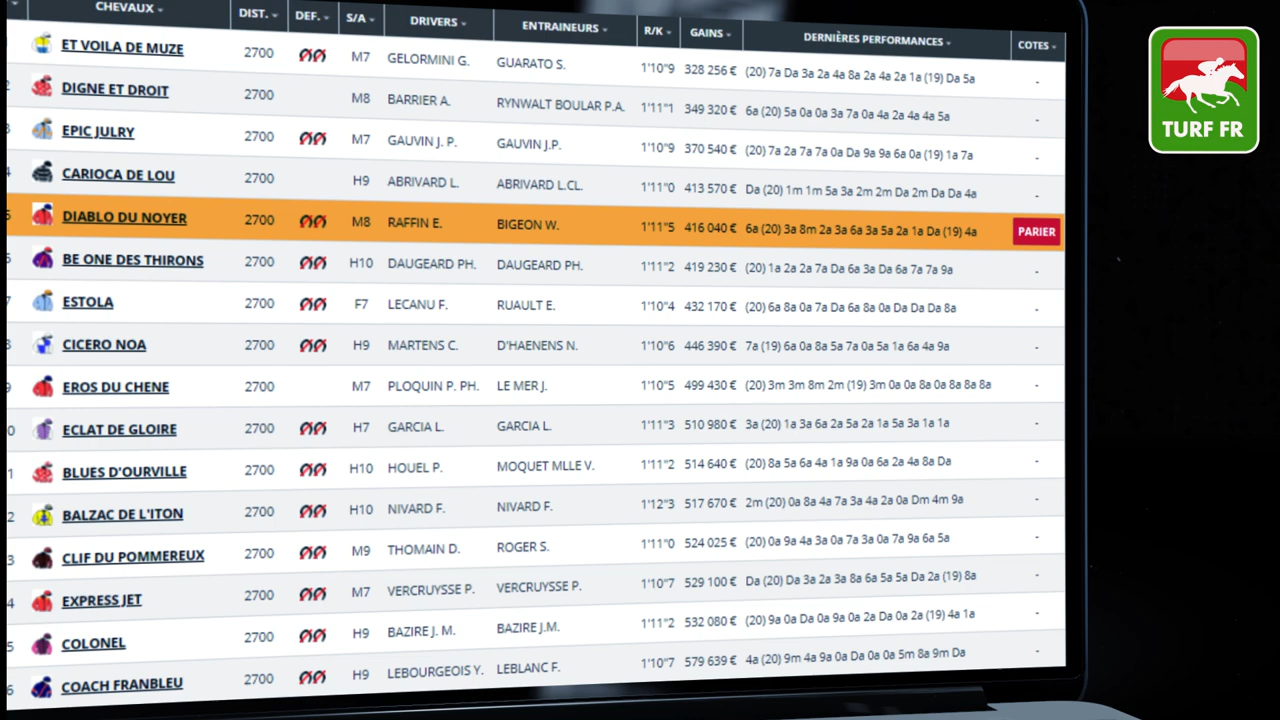 CHEVAUX DIST. DEF. S/A DRIVERS ENTRAINEURS R/K GAINS DERNIÈRES PERFORMANCES COTES
ET VOILA DE MUZE 2700 M7 GELORMINI G. GUARATO S. 1'10"9 328 256 € (20) 7a Da 3a 2a 4a 8a 2a 4a 2a 1a (19) Da 5a -
2 DIGNE ET DROIT 2700 M8 BARRIER A. RYNWALT BOULAR P.A. 1'11"1 349 320 € 6a (20) 5a 0a 0a 3a 7a 0a 4a 2a 4a 4a 5a -
3 EPIC JULRY 2700 M7 GAUVIN J. P. GAUVIN J.P. 1'10"9 370 540 € (20) 7a 2a 7a 7a 0a Da 9a 9a 6a 0a (19) 1a 7a -
4 CARIOCA DE LOU 2700 H9 ABRIVARD L. ABRIVARD L.CL. 1'11"0 413 570 € Da (20) 1m 1m 5a 3a 2m 2m Da 2m Da Da 4a -
5 DIABLO DU NOYER 2700 M8 RAFFIN E. BIGEON W. 1'11"5 416 040 € 6a (20) 3a 8m 2a 3a 6a 3a 5a 2a 1a Da (19) 4a PARIER
6 BE ONE DES THIRONS 2700 H10 DAUGEARD PH. DAUGEARD PH. 1'11"2 419 230 € (20) 1a 2a 2a 7a Da 6a 3a Da 6a 7a 7a 9a -
7 ESTOLA 2700 F7 LECANU F. RUAULT E. 1'10"4 432 170 € (20) 6a 8a 0a 7a Da 6a 8a 0a Da Da Da 8a -
8 CICERO NOA 2700 H9 MARTENS C. D'HAENENS N. 1'10"6 446 390 € 7a (19) 6a 0a 8a 5a 7a 0a 5a 1a 6a 4a 9a -
9 EROS DU CHENE 2700 M7 PLOQUIN P. PH. LE MER J. 1'10"5 499 430 € (20) 3m 3m 8m 2m (19) 3m 0a 0a 8a 0a 8a 8a 8a -
0 ECLAT DE GLOIRE 2700 H7 GARCIA L. GARCIA L. 1'11"3 510 980 € 3a (20) 1a 3a 6a 2a 5a 2a 1a 5a 3a 1a 1a -
1 BLUES D'OURVILLE 2700 H10 HOUEL P. MOQUET MLLE V. 1'11"2 514 640 € (20) 8a 5a 6a 4a 1a 9a 0a 6a 2a 4a 8a Da -
2 BALZAC DE L'ITON 2700 H10 NIVARD F. NIVARD F. 1'12"3 517 670 € 2m (20) 0a 8a 4a 7a 3a 4a 2a 0a Dm 4m 9a -
3 CLIF DU POMMEREUX 2700 M9 THOMAIN D. ROGER S. 1'11"0 524 025 € (20) 0a 9a 4a 3a 0a 7a 3a 0a 7a 9a 6a 5a -
4 EXPRESS JET 2700 M7 VERCRUYSSE P. VERCRUYSSE P. 1'10"7 529 100 € Da (20) Da 3a 2a 3a 8a 6a 5a 5a Da 2a (19) 8a -
5 COLONEL 2700 H9 BAZIRE J. M. BAZIRE J.M. 1'11"2 532 080 € (20) 9a 0a Da 0a 9a 0a 2a Da 0a 2a (19) 4a 1a -
6 COACH FRANBLEU 2700 H9 LEBOURGEOIS Y. LEBLANC F. 1'10"7 579 639 € 4a (20) 9m 4a 9a 0a Da 0a 0a 5m 8a 9m Da -
TURF FR